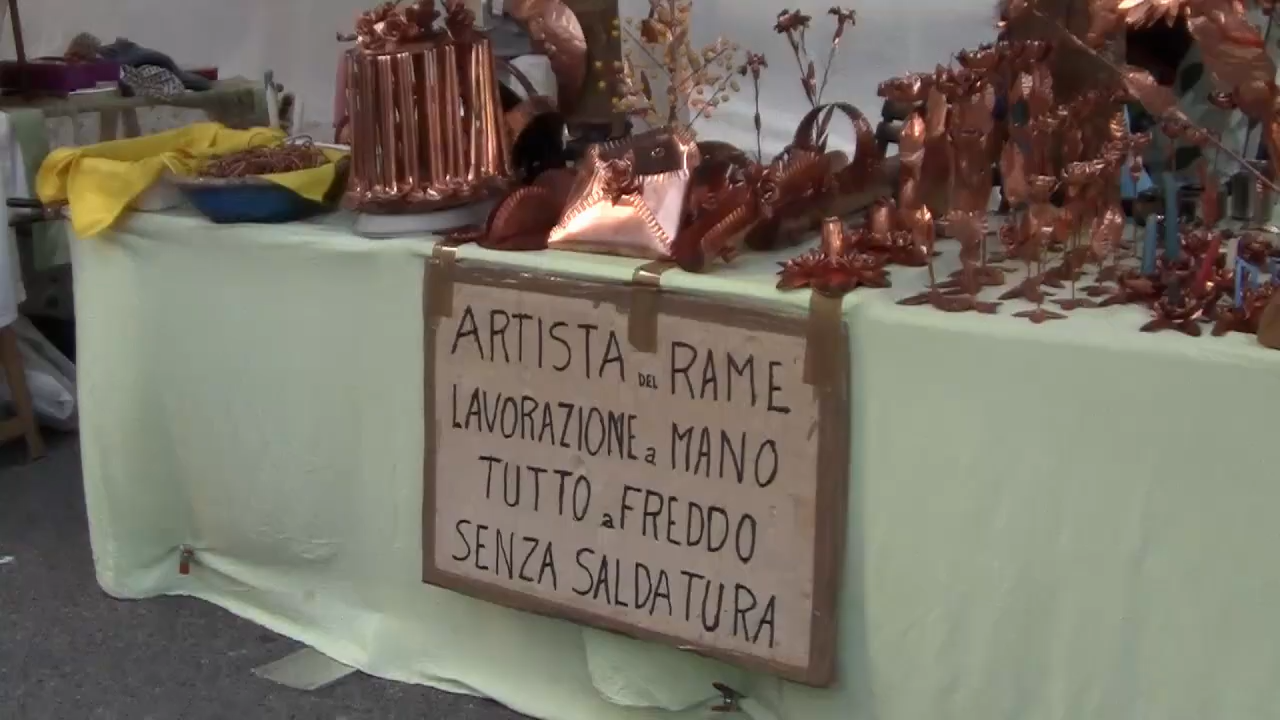 ARTISTA DEL RAME
LAVORAZIONE a MANO
TUTTO a FREDDO
SENZA SALDATURA